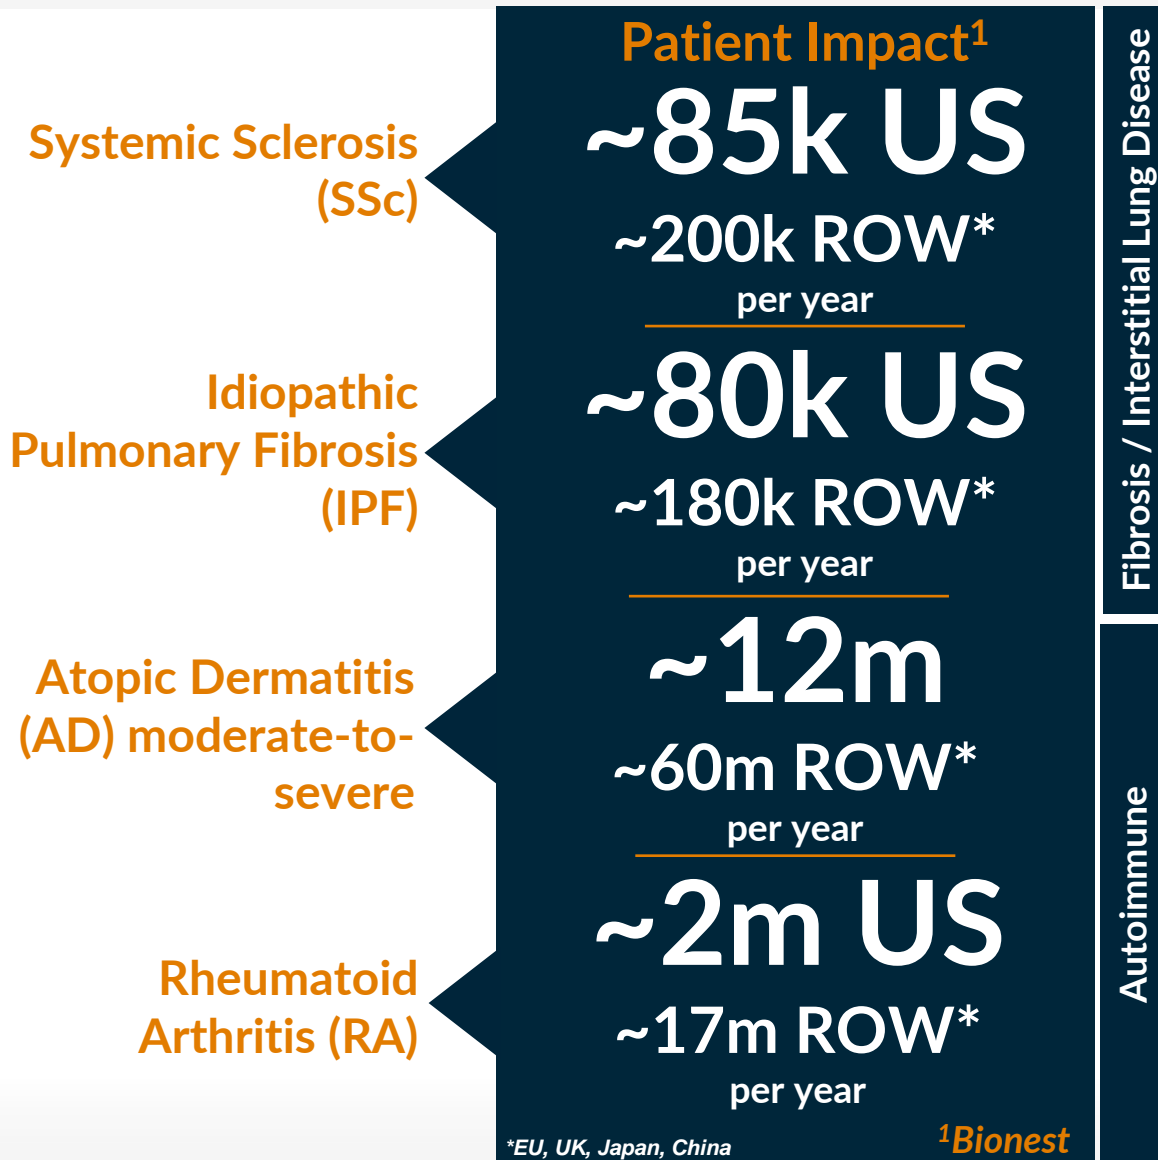 Patient Impact¹
Systemic Sclerosis
(SSc)
~85k US
~200k ROW*
per year
Idiopathic
Pulmonary Fibrosis
(IPF)
~80k US
~180k ROW*
per year
Atopic Dermatitis
(AD) moderate-to-
severe
~12m
~60m ROW*
per year
Rheumatoid
Arthritis (RA)
~2m US
~17m ROW*
per year
*EU, UK, Japan, China
¹Bionest
Fibrosis / Interstitial Lung Disease
Autoimmune